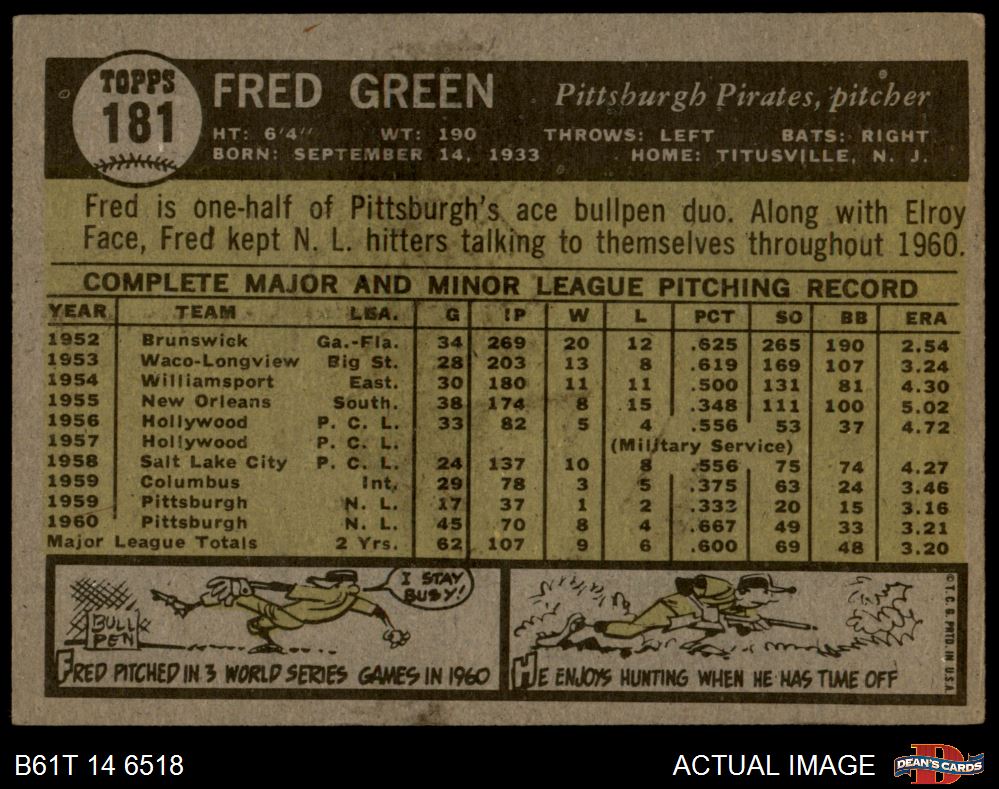 TOPPS
181
FRED GREEN
Pittsburgh Pirates, pitcher
HT: 6'4" WT: 190 THROWS: LEFT BATS: RIGHT
BORN: SEPTEMBER 14, 1933 HOME: TITUSVILLE, N. J.
Fred is one-half of Pittsburgh's ace bullpen duo. Along with Elroy
Face, Fred kept N. L. hitters talking to themselves throughout 1960.
COMPLETE MAJOR AND MINOR LEAGUE PITCHING RECORD
YEAR TEAM LEA. G IP W L PCT SO BB ERA
1952 Brunswick Ga.-Fla. 34 269 20 12 .625 265 190 2.54
1953 Waco-Longview Big St. 28 203 13 8 .619 169 107 3.24
1954 Williamsport East. 30 180 11 11 .500 131 81 4.30
1955 New Orleans South. 38 174 8 15 .348 111 100 5.02
1956 Hollywood P. C. L. 33 82 5 4 .556 53 37 4.72
1957 Hollywood P. C. L. (Military Service)
1958 Salt Lake City P. C. L. 24 137 10 8 .556 75 74 4.27
1959 Columbus Int. 29 78 3 5 .375 63 24 3.46
1959 Pittsburgh N. L. 17 37 1 2 .333 20 15 3.16
1960 Pittsburgh N. L. 45 70 8 4 .667 49 33 3.21
Major League Totals 2 Yrs. 62 107 9 6 .600 69 48 3.20
I STAY
BUSY!
BULL
PEN
FRED PITCHED IN 3 WORLD SERIES GAMES IN 1960
HE ENJOYS HUNTING WHEN HE HAS TIME OFF
© T. C. G. PRTD. IN U.S.A.
B61T 14 6518
ACTUAL IMAGE
DEAN'S CARDS